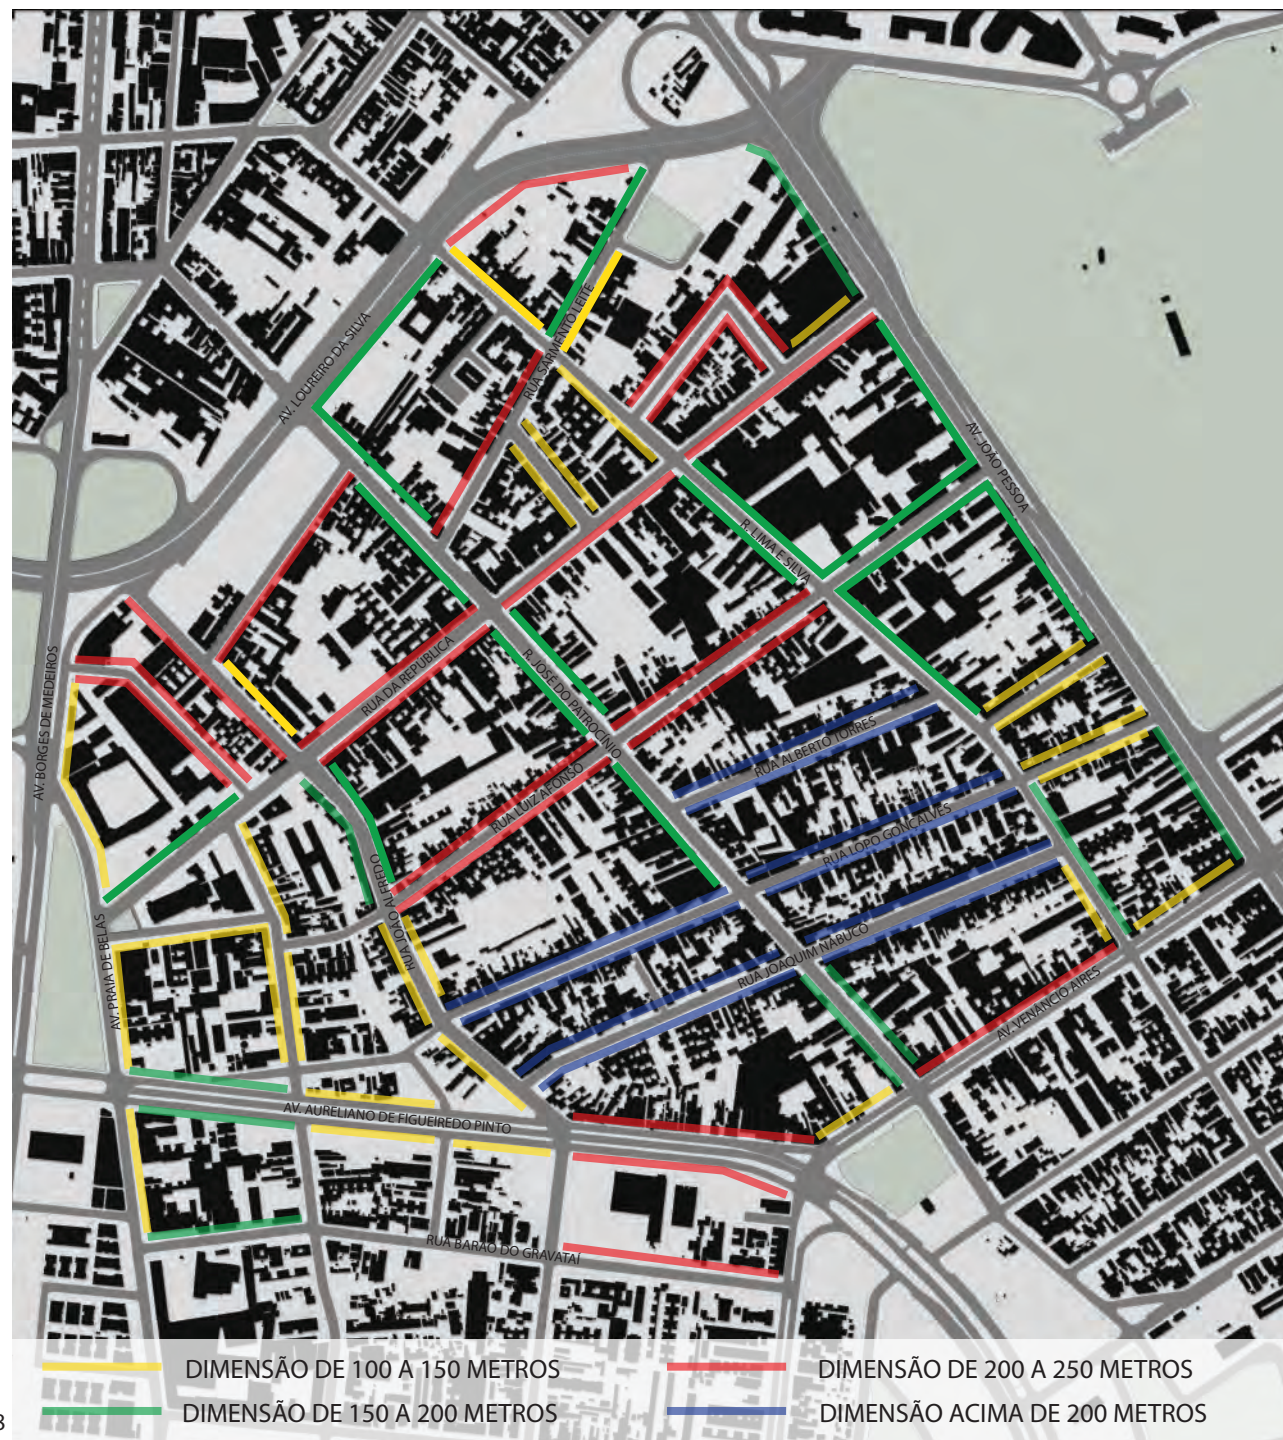 AV. LOUREIRO DA SILVA
RUA SARMENTO LEITE
AV. JOÃO PESSOA
R. LIMA E SILVA
RUA DA REPUBLICA
R. JOSÉ DO PATROCÍNIO
AV. BORGES DE MEDEIROS
RUA ALBERTO TORRES
RUA LUIZ AFONSO
RUA LOPO GONCALVES
RUA JOÃO ALFREDO
RUA JOAQUIM NABUCO
AV. PRAIA DE BELAS
AV. VENANCIO AIRES
AV. AURELIANO DE FIGUEIREDO PINTO
RUA BARÃO DO GRAVATAÍ
DIMENSÃO DE 100 A 150 METROS
DIMENSÃO DE 200 A 250 METROS
DIMENSÃO DE 150 A 200 METROS
DIMENSÃO ACIMA DE 200 METROS